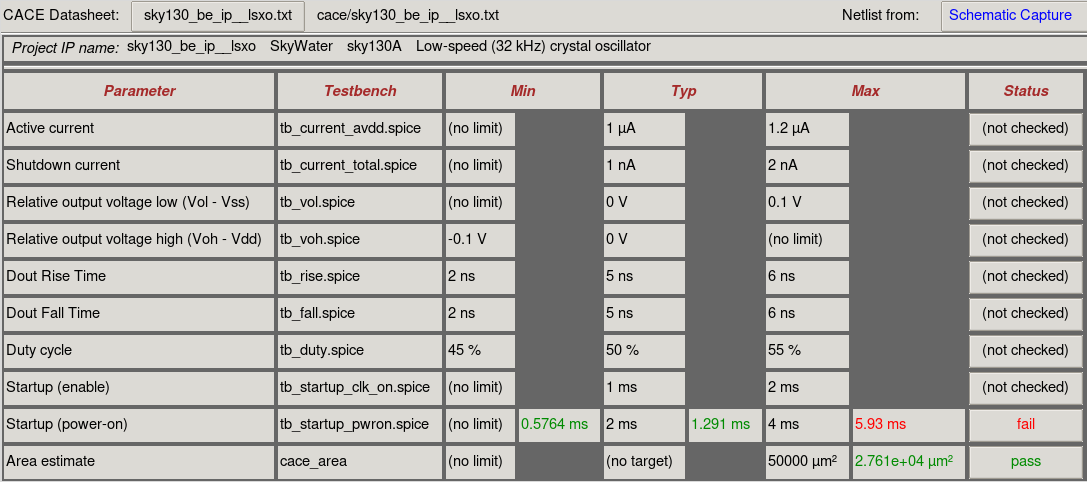 CACE Datasheet: sky130_be_ip__lsxo.txt cace/sky130_be_ip__lsxo.txt Netlist from: Schematic Capture
Project IP name: sky130_be_ip__lsxo SkyWater sky130A Low-speed (32 kHz) crystal oscillator
Parameter Testbench Min Typ Max Status
Active current tb_current_avdd.spice (no limit) 1 µA 1.2 µA (not checked)
Shutdown current tb_current_total.spice (no limit) 1 nA 2 nA (not checked)
Relative output voltage low (Vol - Vss) tb_vol.spice (no limit) 0 V 0.1 V (not checked)
Relative output voltage high (Voh - Vdd) tb_voh.spice -0.1 V 0 V (no limit) (not checked)
Dout Rise Time tb_rise.spice 2 ns 5 ns 6 ns (not checked)
Dout Fall Time tb_fall.spice 2 ns 5 ns 6 ns (not checked)
Duty cycle tb_duty.spice 45 % 50 % 55 % (not checked)
Startup (enable) tb_startup_clk_on.spice (no limit) 1 ms 2 ms (not checked)
Startup (power-on) tb_startup_pwron.spice (no limit) 0.5764 ms 2 ms 1.291 ms 4 ms 5.93 ms fail
Area estimate cace_area (no limit) (no target) 50000 µm² 2.761e+04 µm² pass